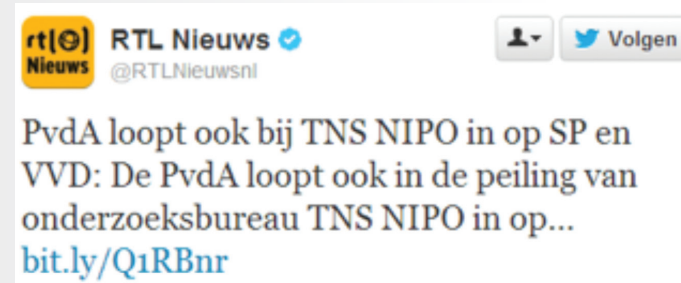 rtl Nieuws
RTL Nieuws
@RTLNieuwsnl
Volgen
PvdA loopt ook bij TNS NIPO in op SP en
VVD: De PvdA loopt ook in de peiling van
onderzoeksbureau TNS NIPO in op...
bit.ly/Q1RBnr